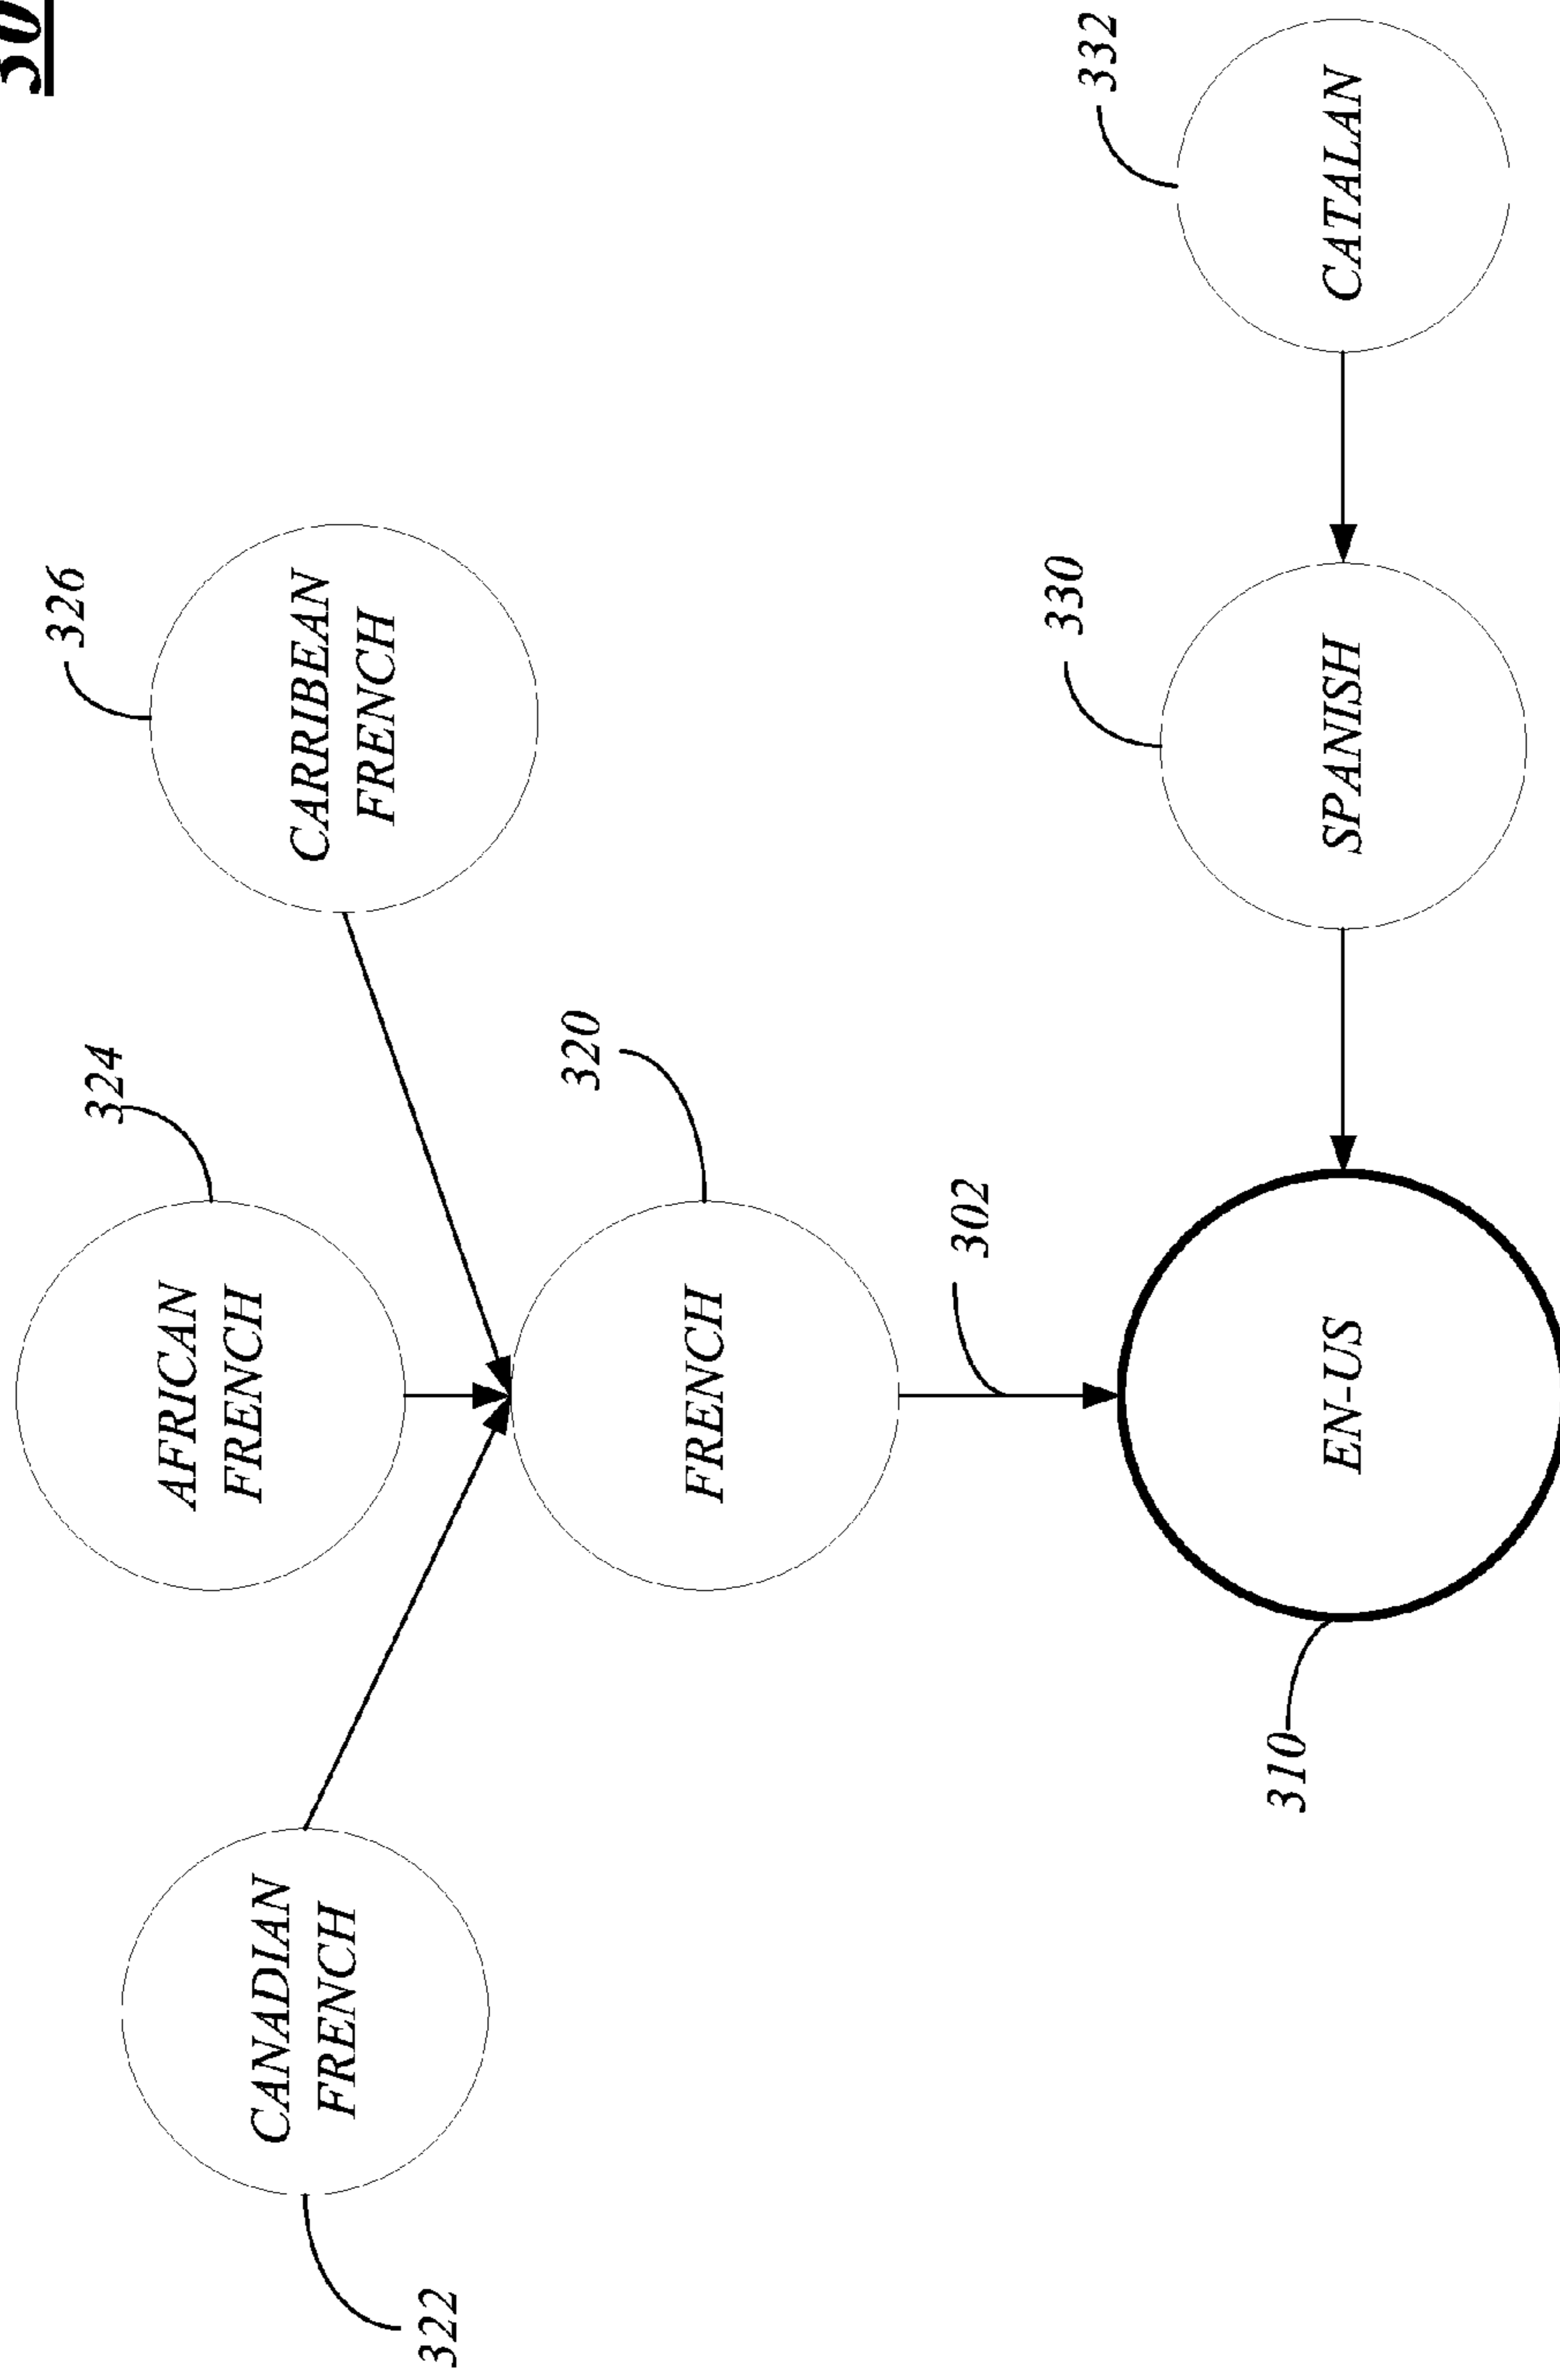 326
324
AFRICAN
FRENCH
CANADIAN
FRENCH
CARRIBEAN
FRENCH
322
320
FRENCH
302
330
332
310
EN-US
SPANISH
CATALAN